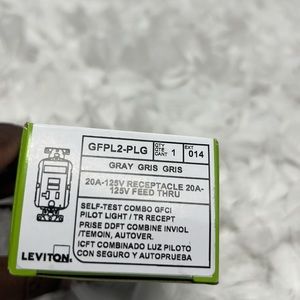 GFPL2-PLG
QTY
CANT
1
EXT
014
GRAY GRIS GRIS
20A-125V RECEPTACLE 20A-
125V FEED THRU
SELF-TEST COMBO GFCI
PILOT LIGHT / TR RECEPT
PRISE DDFT COMBINE INVIOL
/TEMOIN, AUTOVER.
ICFT COMBINADO LUZ PILOTO
CON SEGURO Y AUTOPRUEBA
LEVITON